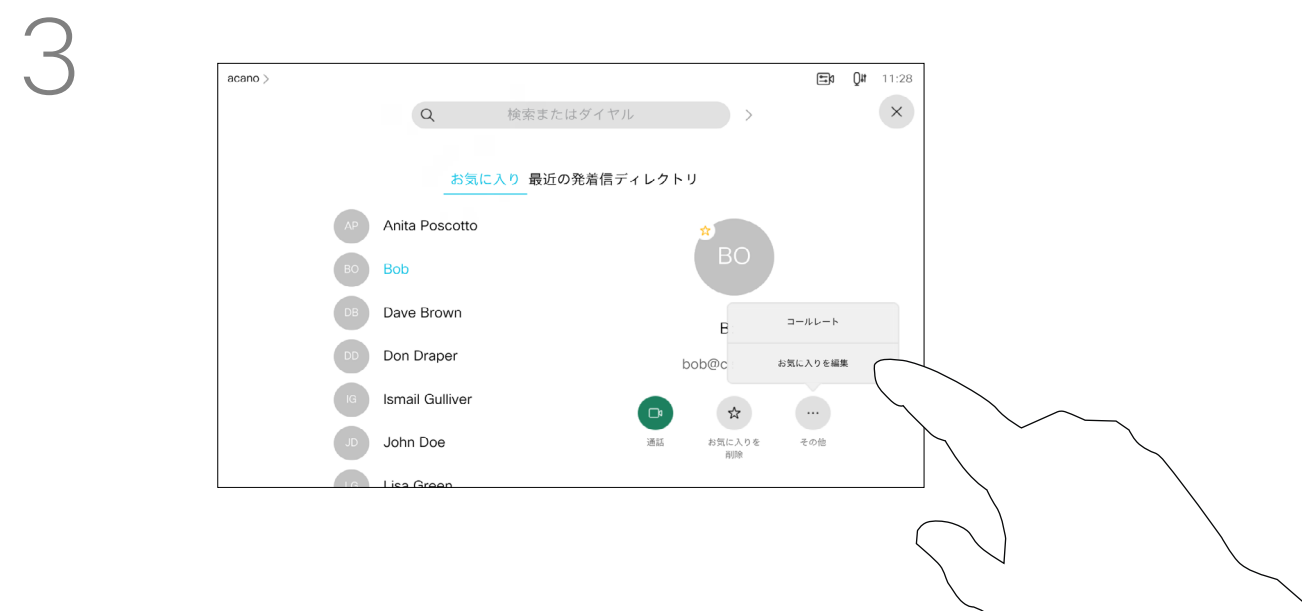 3
acano >
11:28
検索またはダイヤル
お気に入り 最近の発着信ディレクトリ
AP Anita Poscotto
BO Bob
DB Dave Brown
DD Don Draper
IG Ismail Gulliver
JD John Doe
LG Lisa Green
BO
B
bob@c
コールレート
お気に入りを編集
通話
お気に入りを
削除
その他